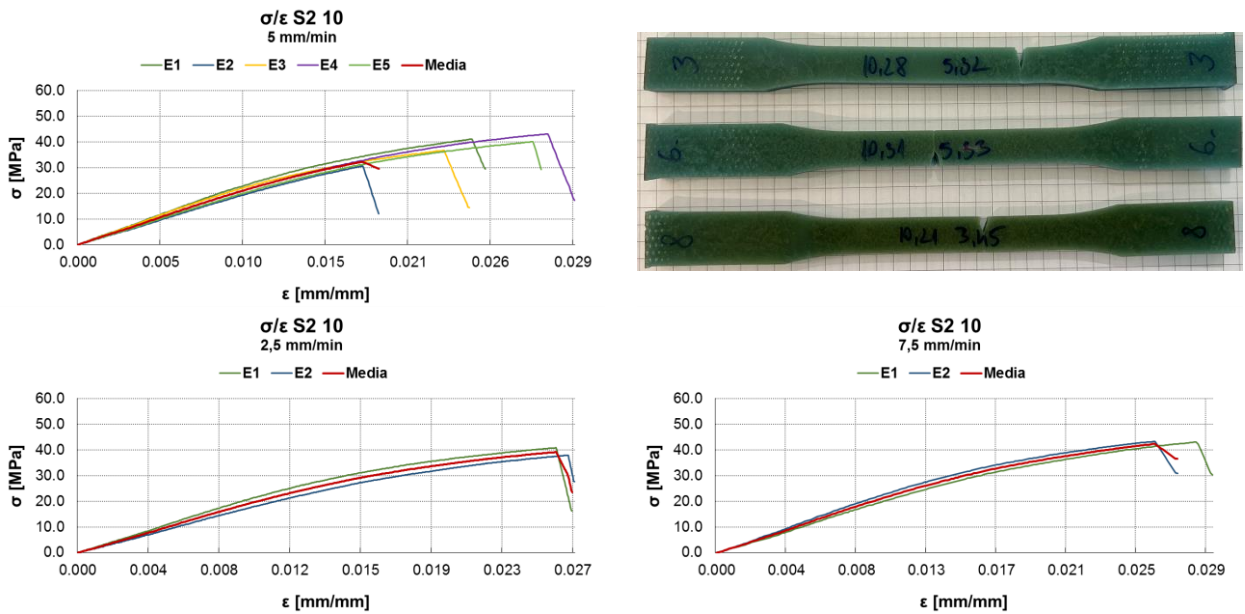 σ/ε S2 10
5 mm/min
E1 E2 E3 E4 E5 Media
60.0
50.0
40.0
30.0
20.0
10.0
0.0
σ [MPa]
0.000 0.005 0.010 0.016 0.021 0.026 0.029
ε [mm/mm]
3 10,28 5,32 3
6. 10,31 5,33 6.
8 10,21 3,45 8
σ/ε S2 10
2,5 mm/min
E1 E2 Media
60.0
50.0
40.0
30.0
20.0
10.0
0.0
σ [MPa]
0.000 0.004 0.008 0.012 0.015 0.019 0.023 0.027
ε [mm/mm]
σ/ε S2 10
7,5 mm/min
E1 E2 Media
60.0
50.0
40.0
30.0
20.0
10.0
0.0
σ [MPa]
0.000 0.004 0.008 0.013 0.017 0.021 0.025 0.029
ε [mm/mm]